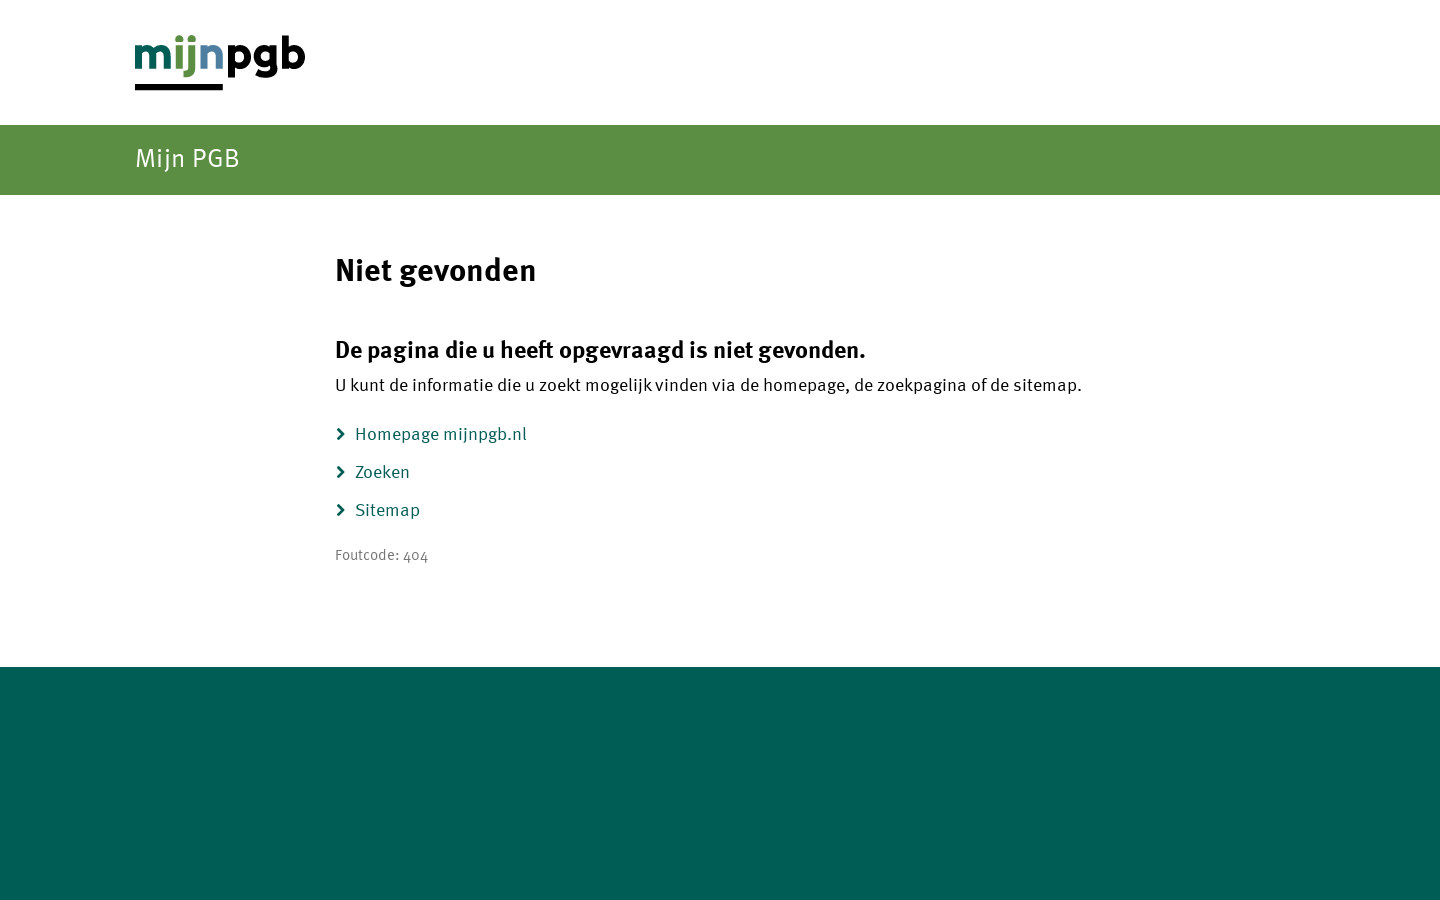 mijnpgb
Mijn PGB
Niet gevonden
De pagina die u heeft opgevraagd is niet gevonden.
U kunt de informatie die u zoekt mogelijk vinden via de homepage, de zoekpagina of de sitemap.
Homepage mijnpgb.nl
Zoeken
Sitemap
Foutcode: 404